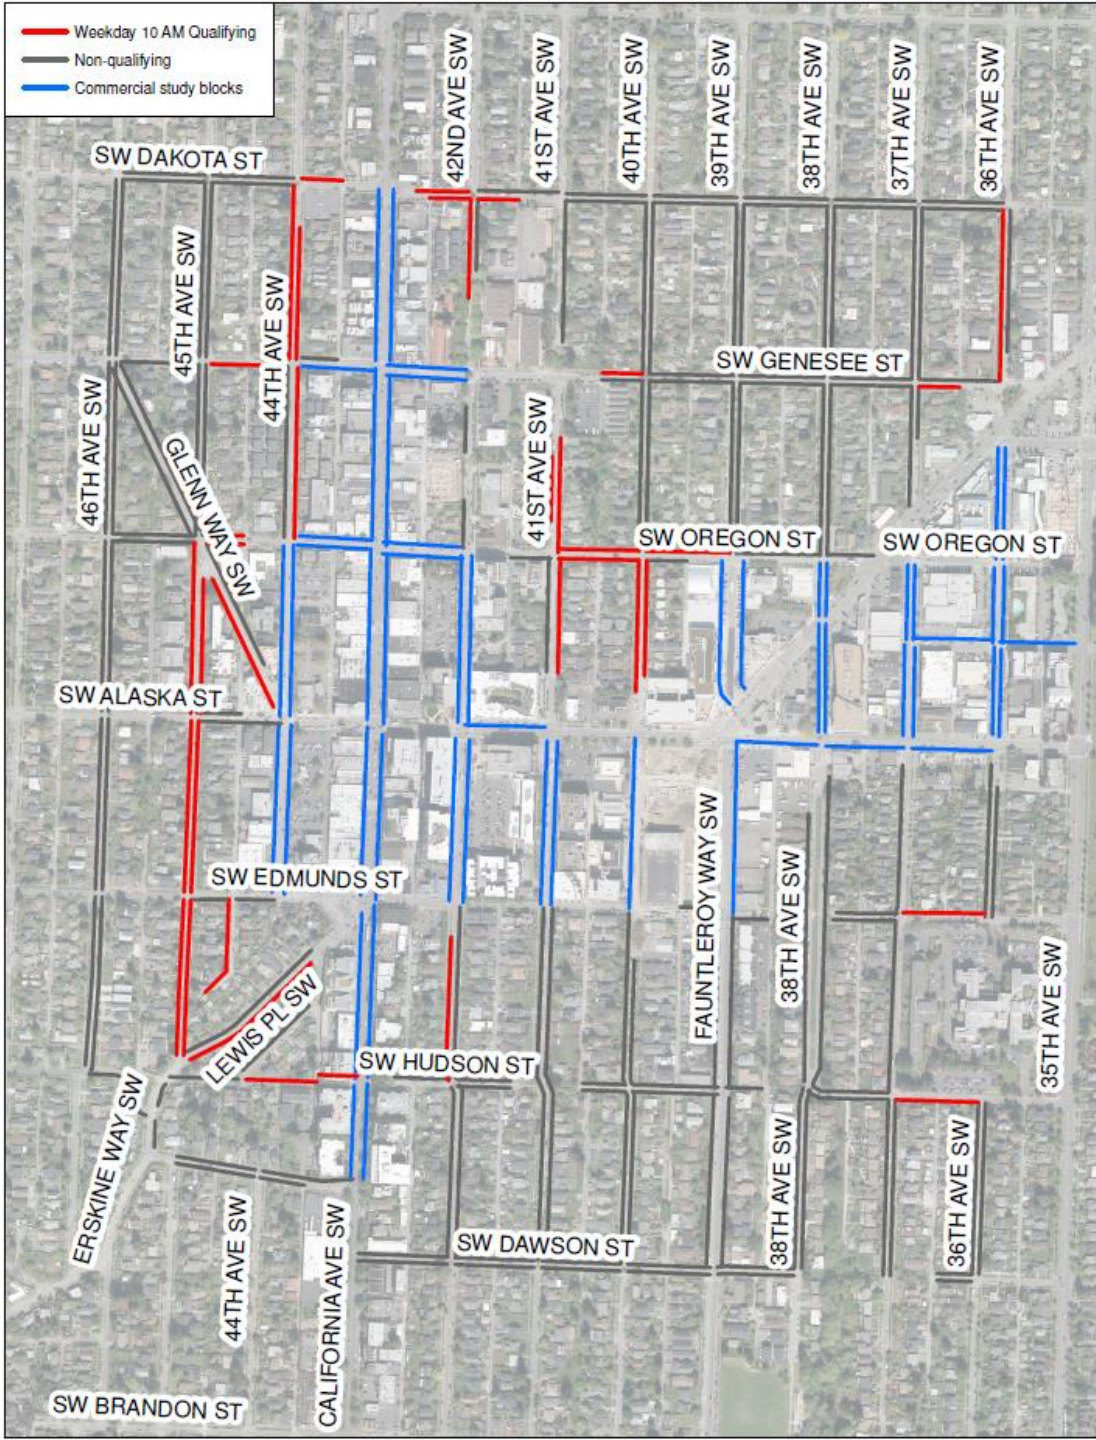 Weekday 10 AM Qualifying
Non-qualifying
Commercial study blocks
42ND AVE SW
41ST AVE SW
40TH AVE SW
39TH AVE SW
38TH AVE SW
37TH AVE SW
36TH AVE SW
SW DAKOTA ST
45TH AVE SW
44TH AVE SW
SW GENESEE ST
46TH AVE SW
GLENN WAY SW
41ST AVE SW
SW OREGON ST
SW OREGON ST
SW ALASKA ST
FAUNTLEROY WAY SW
SW EDMUNDS ST
38TH AVE SW
35TH AVE SW
LEWIS PL SW
SW HUDSON ST
ERSKINE WAY SW
38TH AVE SW
36TH AVE SW
44TH AVE SW
CALIFORNIA AVE SW
SW DAWSON ST
SW BRANDON ST